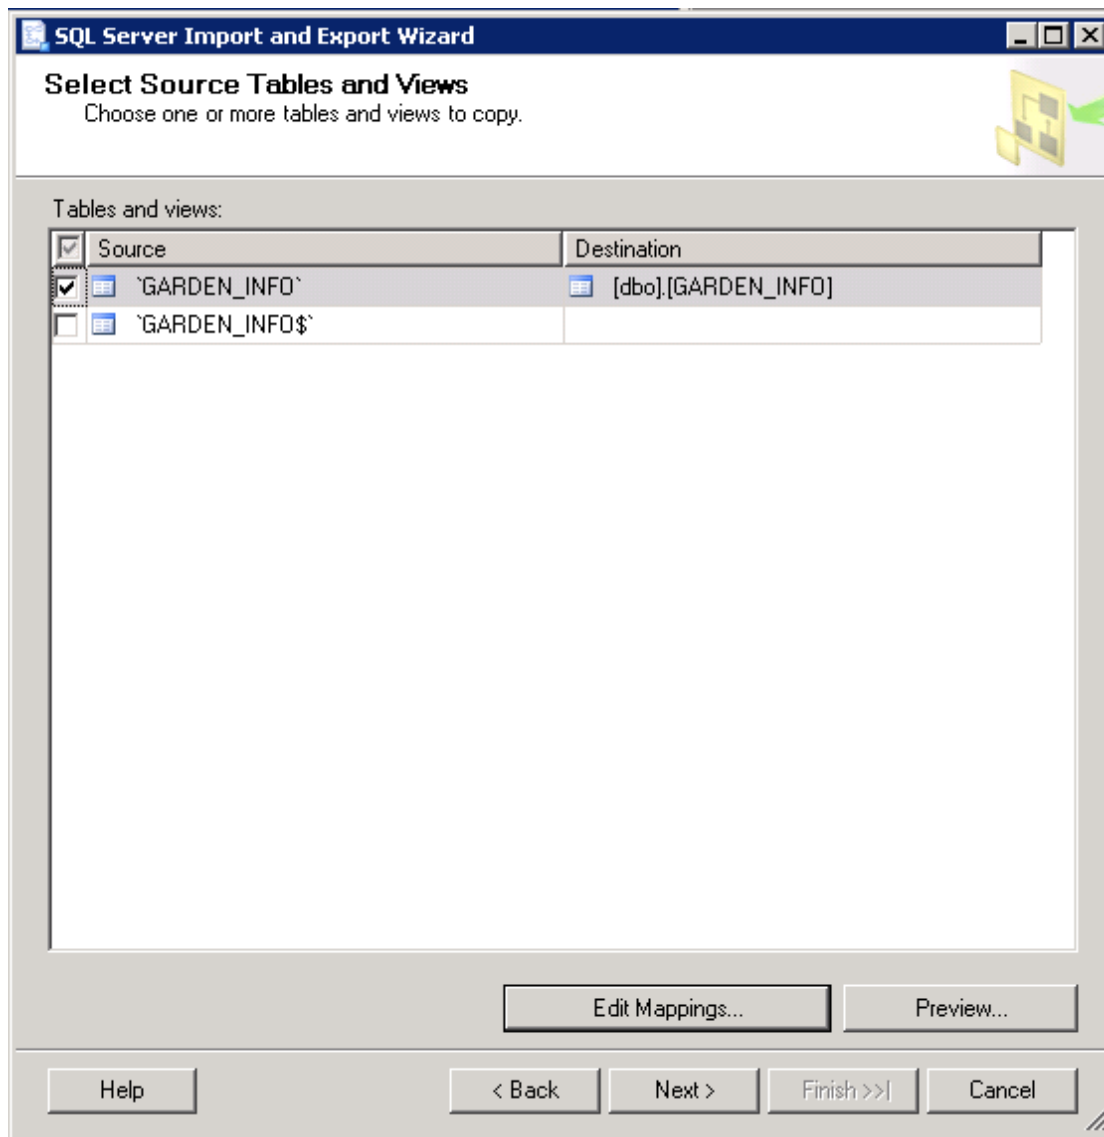 SQL Server Import and Export Wizard
Select Source Tables and Views
Choose one or more tables and views to copy.
Tables and views:
Source Destination
`GARDEN_INFO` [dbo].[GARDEN_INFO]
`GARDEN_INFO$`
Edit Mappings... Preview...
Help < Back Next > Finish >>| Cancel